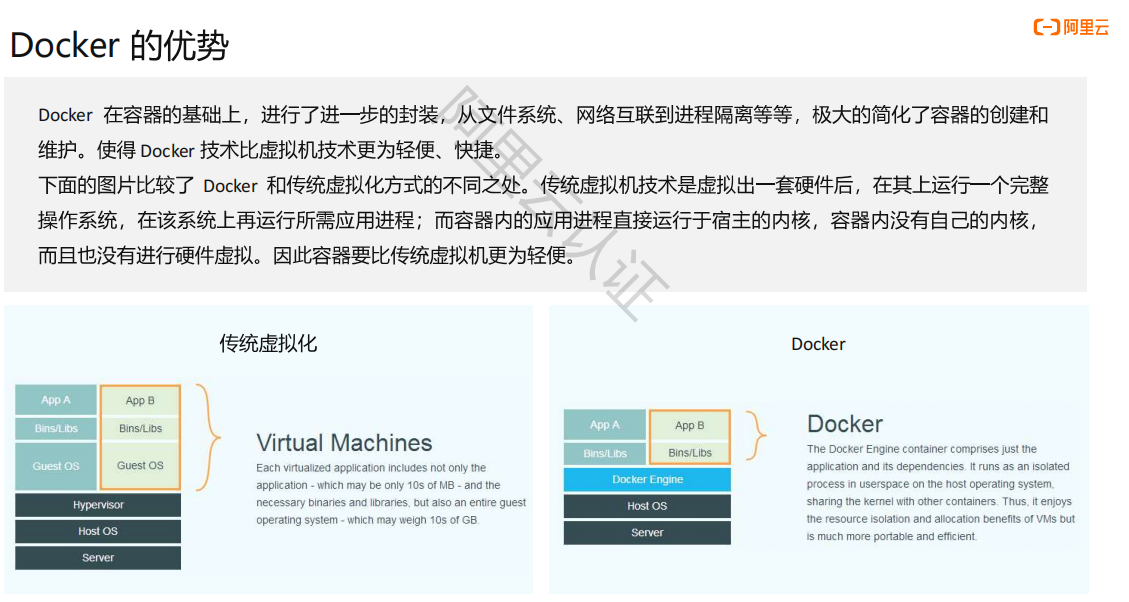 Docker 的优势
阿里云
Docker 在容器的基础上，进行了进一步的封装，从文件系统、网络互联到进程隔离等等，极大的简化了容器的创建和
维护。使得 Docker 技术比虚拟机技术更为轻便、快捷。
下面的图片比较了 Docker 和传统虚拟化方式的不同之处。传统虚拟机技术是虚拟出一套硬件后，在其上运行一个完整
操作系统，在该系统上再运行所需应用进程；而容器内的应用进程直接运行于宿主的内核，容器内没有自己的内核，
而且也没有进行硬件虚拟。因此容器要比传统虚拟机更为轻便。
阿里云认证
传统虚拟化
App A
App B
Bins/Libs
Bins/Libs
Guest OS
Guest OS
Hypervisor
Host OS
Server
Virtual Machines
Each virtualized application includes not only the
application - which may be only 10s of MB - and the
necessary binaries and libraries, but also an entire guest
operating system - which may weigh 10s of GB.
Docker
App A
App B
Bins/Libs
Bins/Libs
Docker Engine
Host OS
Server
Docker
The Docker Engine container comprises just the
application and its dependencies. It runs as an isolated
process in userspace on the host operating system,
sharing the kernel with other containers. Thus, it enjoys
the resource isolation and allocation benefits of VMs but
is much more portable and efficient.